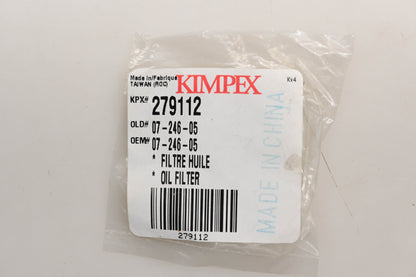 Made in/Fabriqué
TAIWAN (ROC)
KIMPEX
Kx4
KPX# 279112
OLD# 07-246-05
OEM# 07-246-05
* FILTRE HUILE
* OIL FILTER
279112
MADE IN CHINA